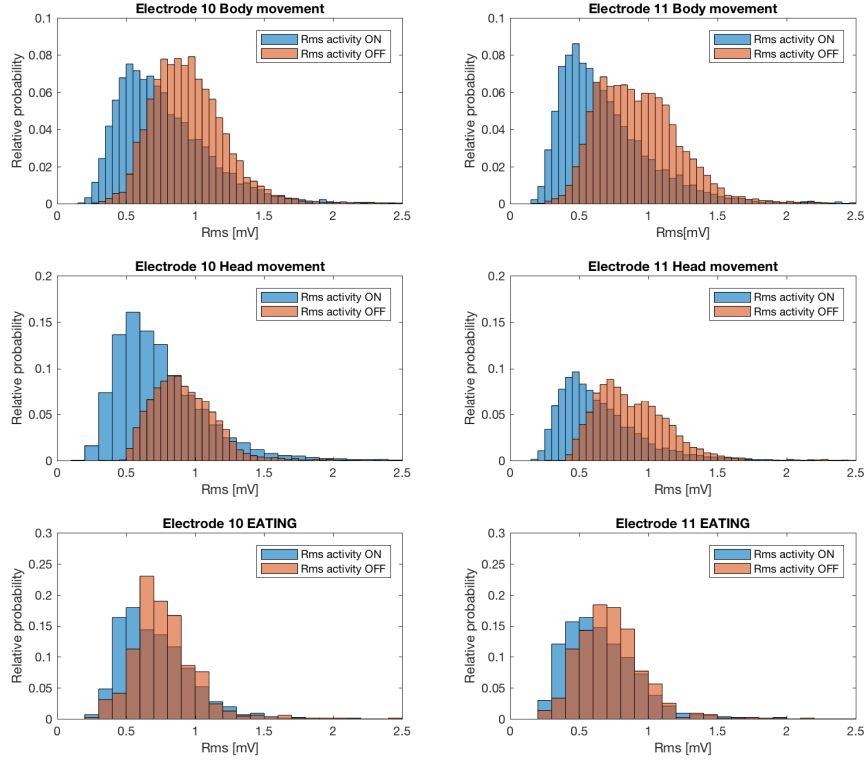 Electrode 10 Body movement
Relative probability
0.1
0.08
0.06
0.04
0.02
0
Rms activity ON
Rms activity OFF
0 0.5 1 1.5 2 2.5
Rms [mV]
Electrode 11 Body movement
Relative probability
0.1
0.08
0.06
0.04
0.02
0
Rms activity ON
Rms activity OFF
0 0.5 1 1.5 2 2.5
Rms[mV]
Electrode 10 Head movement
Relative probability
0.2
0.15
0.1
0.05
0
Rms activity ON
Rms activity OFF
0 0.5 1 1.5 2 2.5
Rms [mV]
Electrode 11 Head movement
Relative probability
0.2
0.15
0.1
0.05
0
Rms activity ON
Rms activity OFF
0 0.5 1 1.5 2 2.5
Rms [mV]
Electrode 10 EATING
Relative probability
0.3
0.25
0.2
0.15
0.1
0.05
0
Rms activity ON
Rms activity OFF
0 0.5 1 1.5 2 2.5
Rms [mV]
Electrode 11 EATING
Relative probability
0.3
0.25
0.2
0.15
0.1
0.05
0
Rms activity ON
Rms activity OFF
0 0.5 1 1.5 2 2.5
Rms [mV]